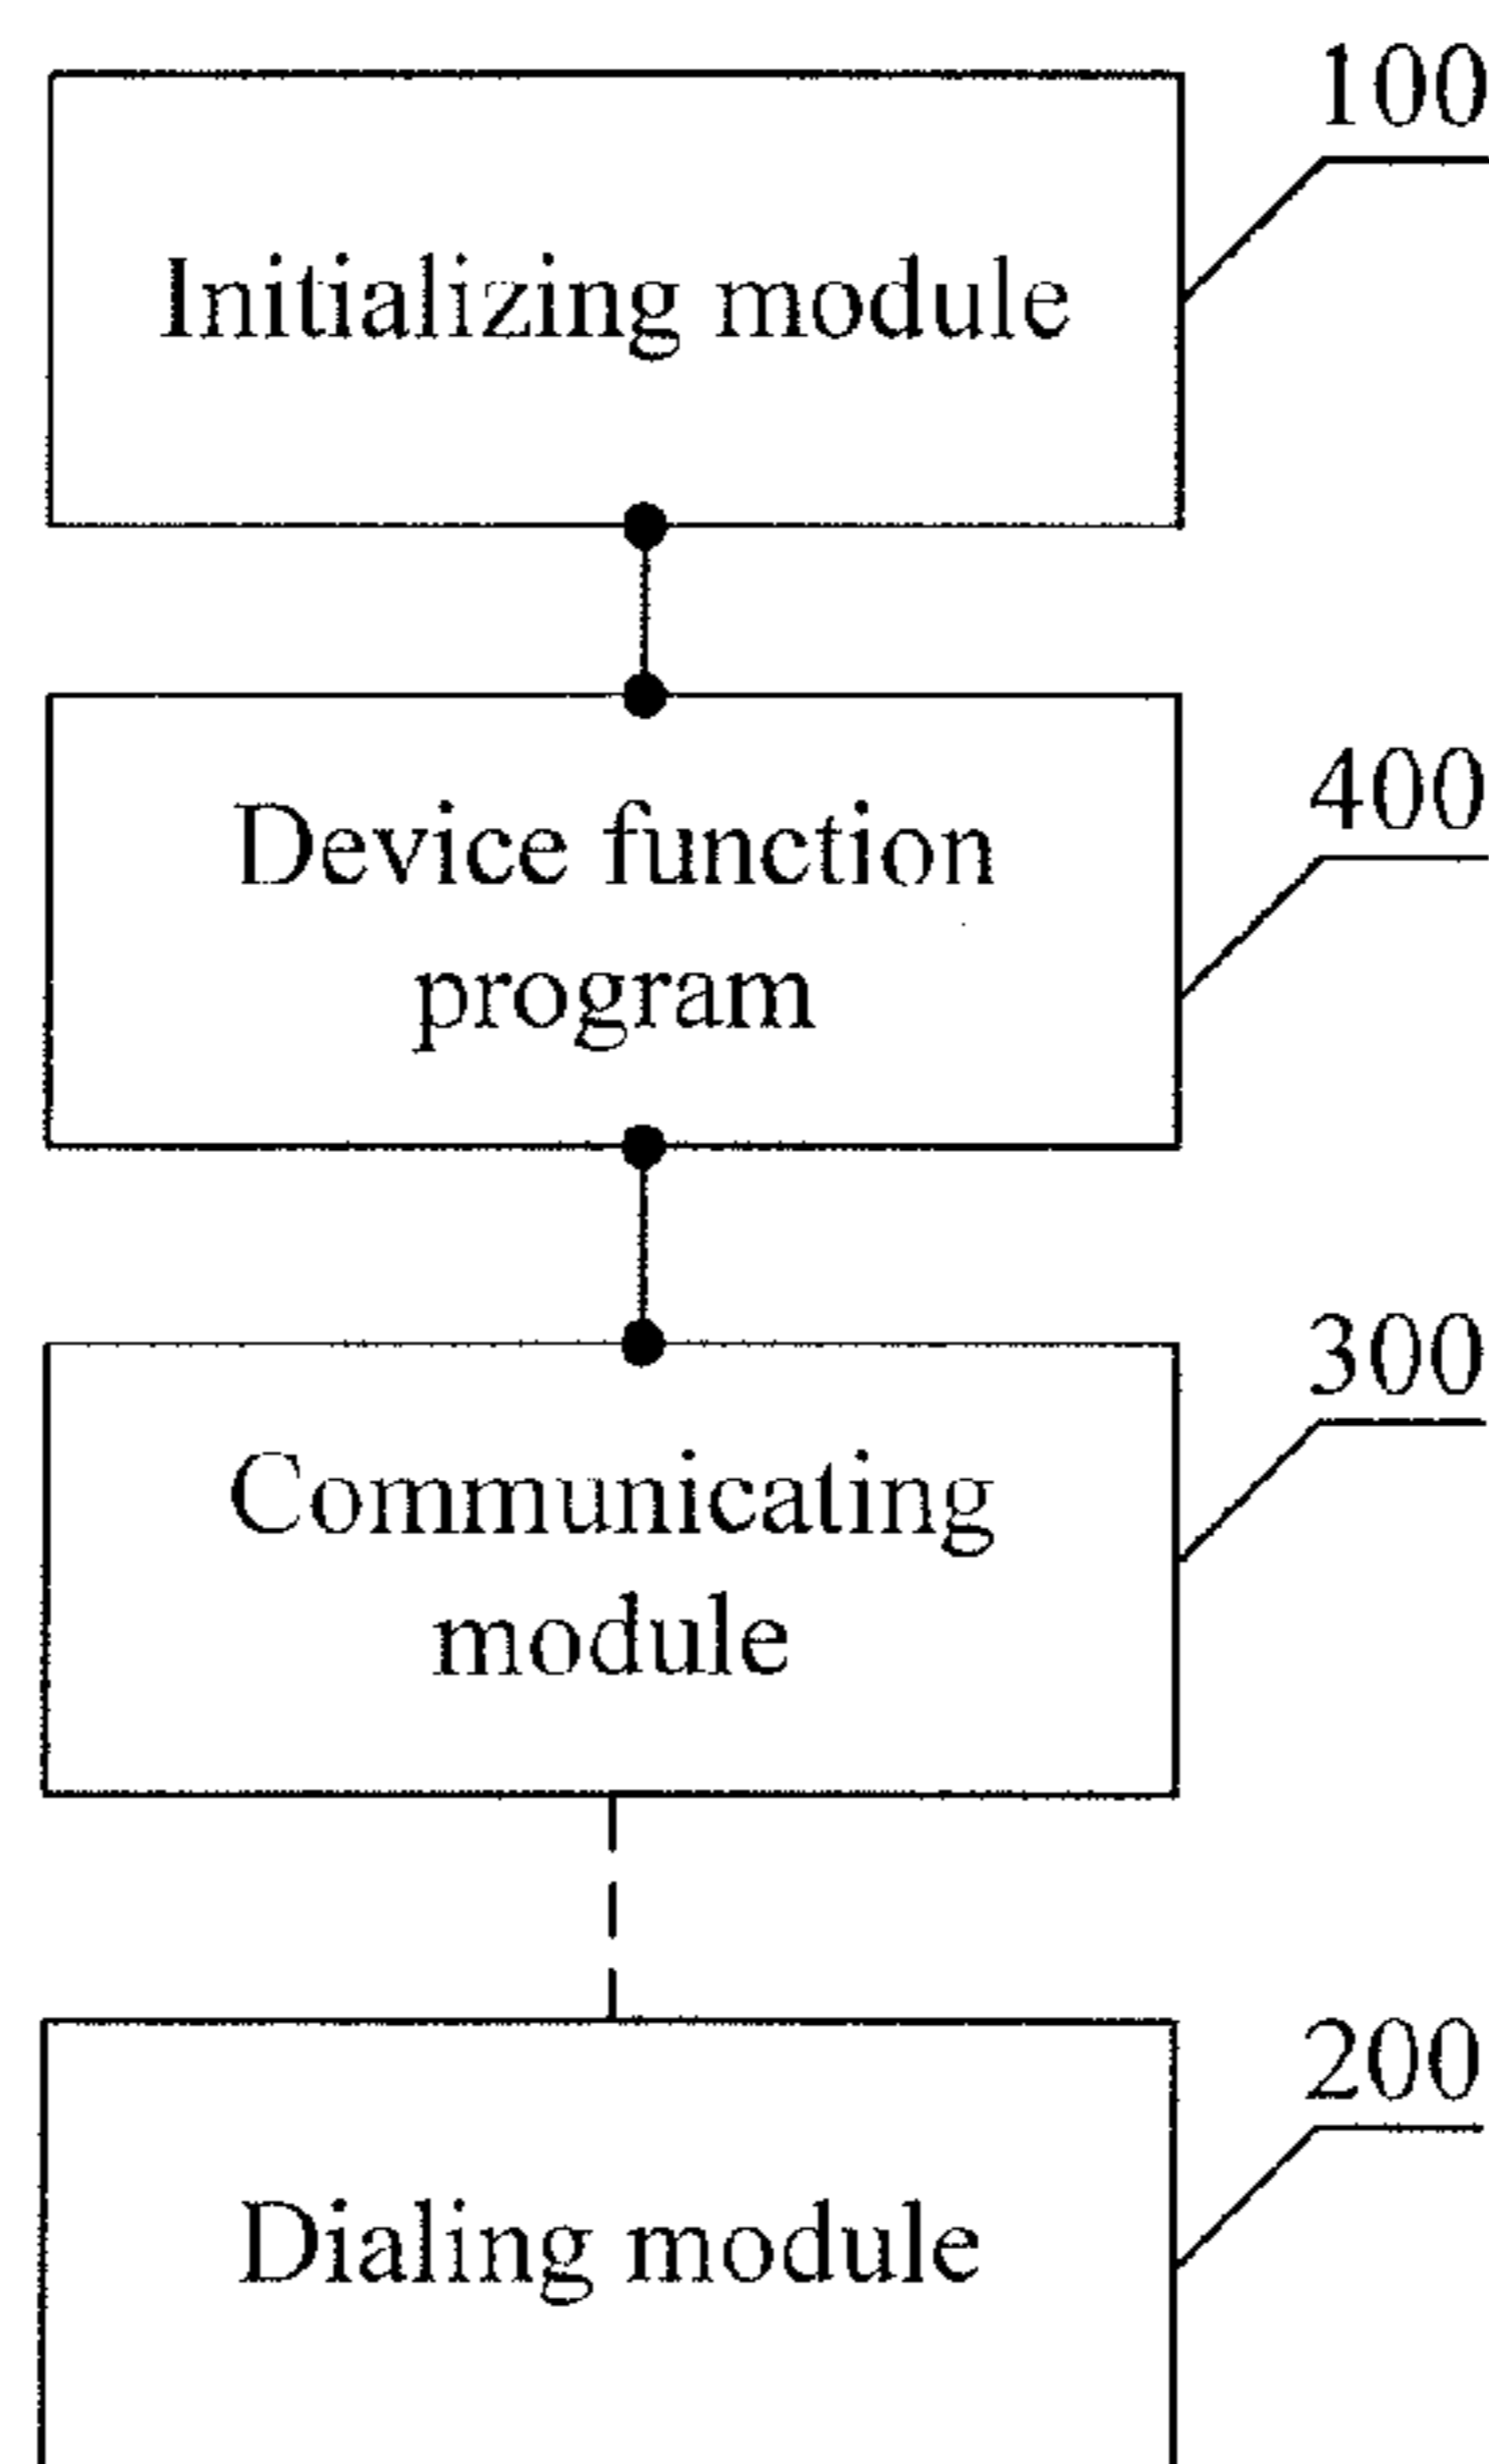 100
Initializing module
400
Device function
program
300
Communicating
module
200
Dialing module